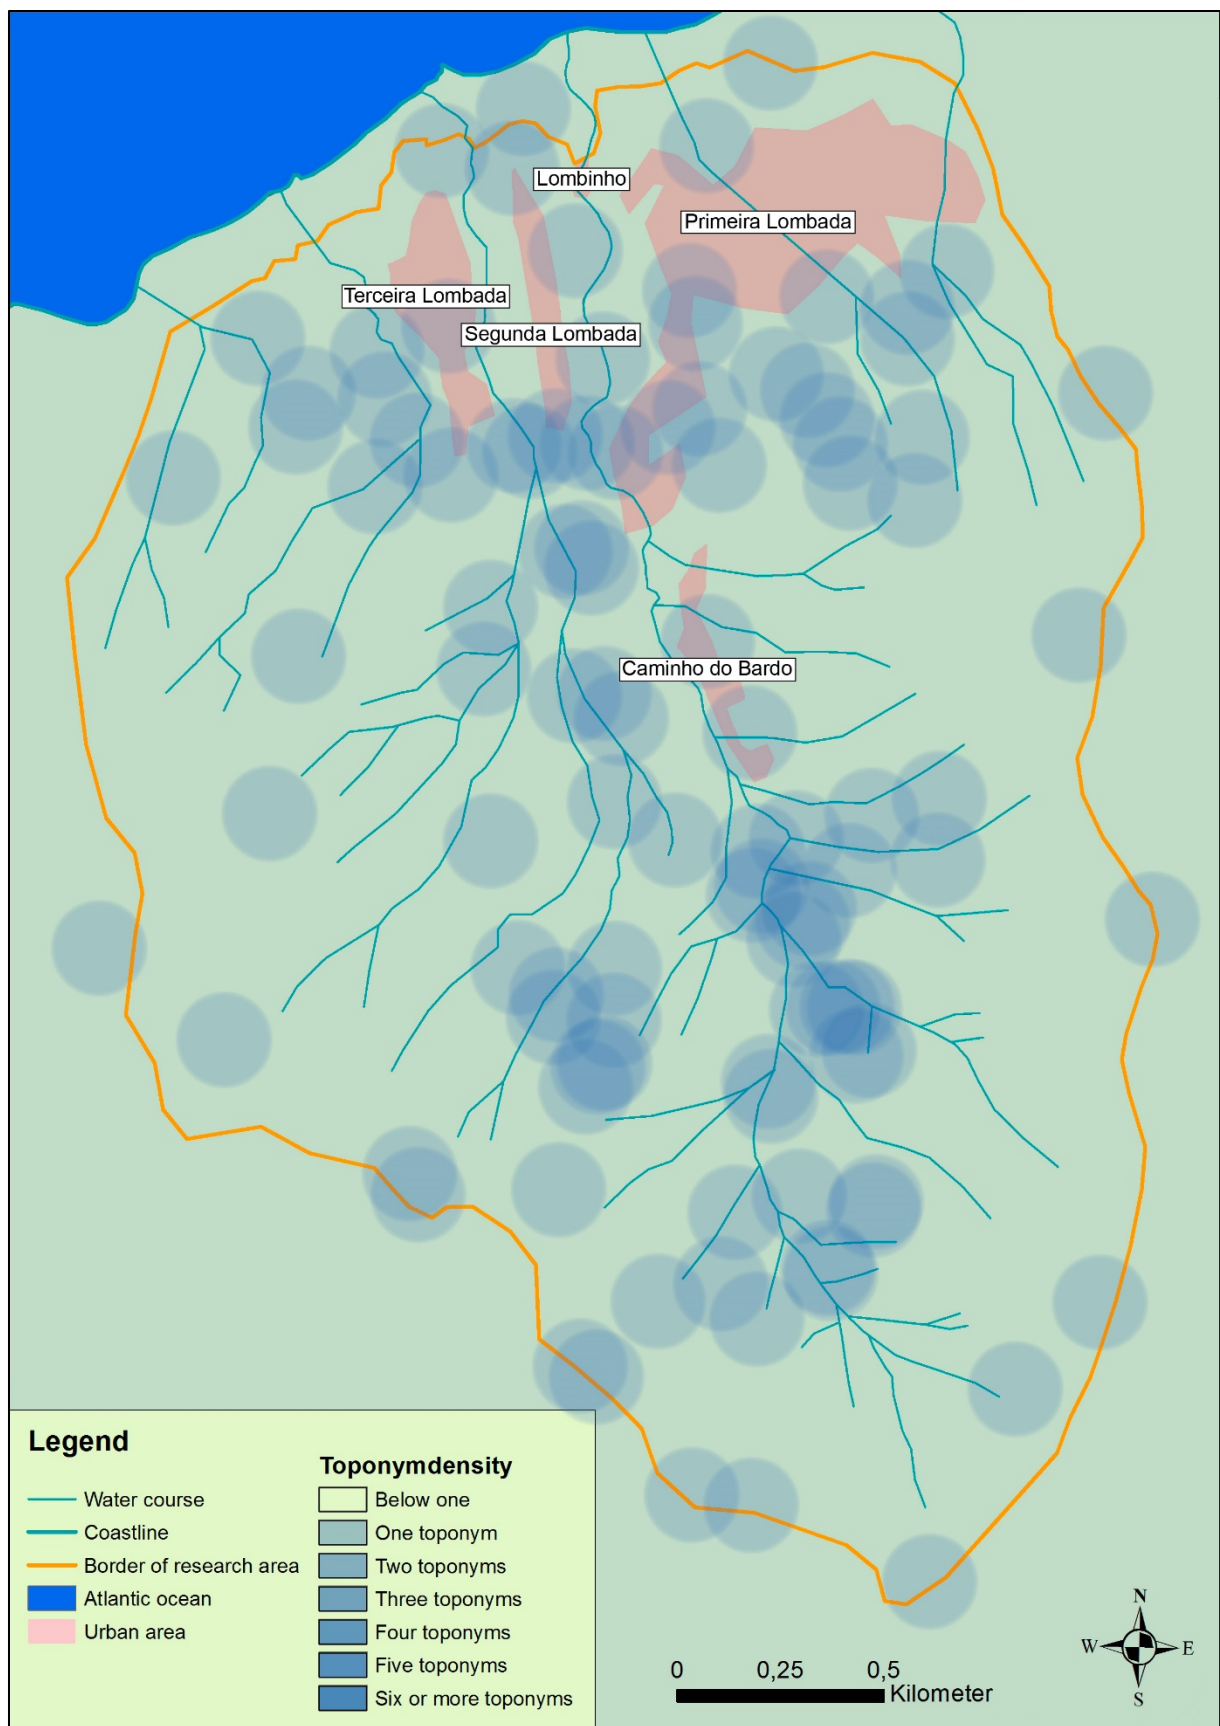 Lombinho
Primeira Lombada
Terceira Lombada
Segunda Lombada
Caminho do Bardo
Legend
Water course
Coastline
Border of research area
Atlantic ocean
Urban area
Toponymdensity
Below one
One toponym
Two toponyms
Three toponyms
Four toponyms
Five toponyms
Six or more toponyms
0 0,25 0,5
Kilometer
N
W E
S